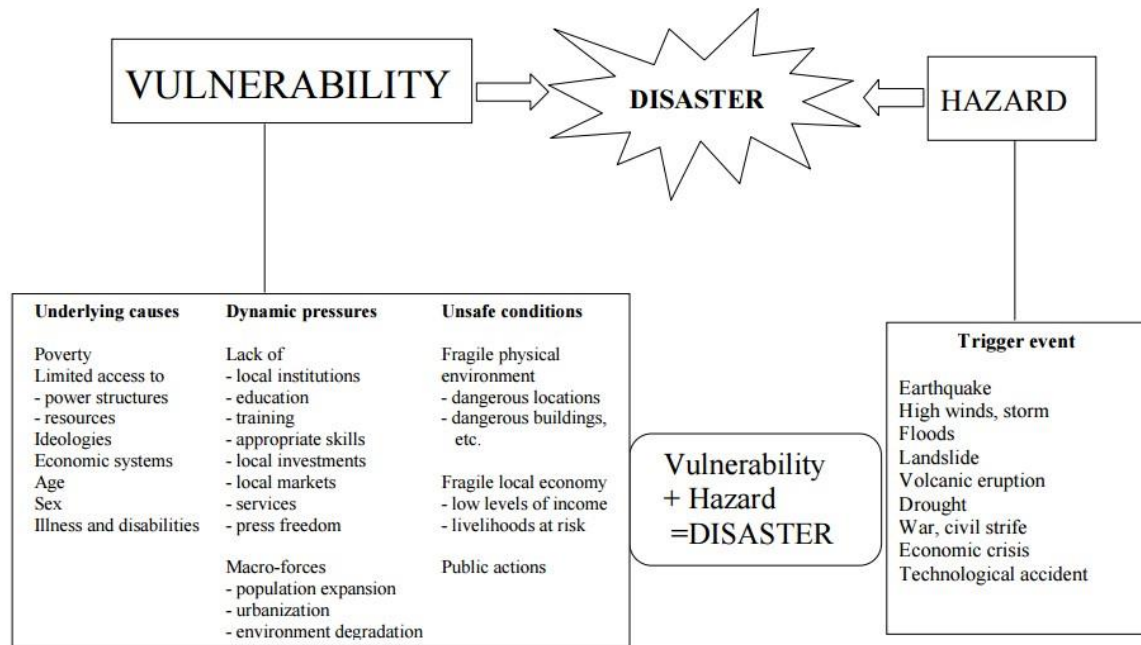 VULNERABILITY
DISASTER
HAZARD
Underlying causes
Poverty
Limited access to
- power structures
- resources
Ideologies
Economic systems
Age
Sex
Illness and disabilities
Dynamic pressures
Lack of
- local institutions
- education
- training
- appropriate skills
- local investments
- local markets
- services
- press freedom
Macro-forces
- population expansion
- urbanization
- environment degradation
Unsafe conditions
Fragile physical
environment
- dangerous locations
- dangerous buildings,
etc.
Fragile local economy
- low levels of income
- livelihoods at risk
Public actions
Vulnerability
+ Hazard
=DISASTER
Trigger event
Earthquake
High winds, storm
Floods
Landslide
Volcanic eruption
Drought
War, civil strife
Economic crisis
Technological accident